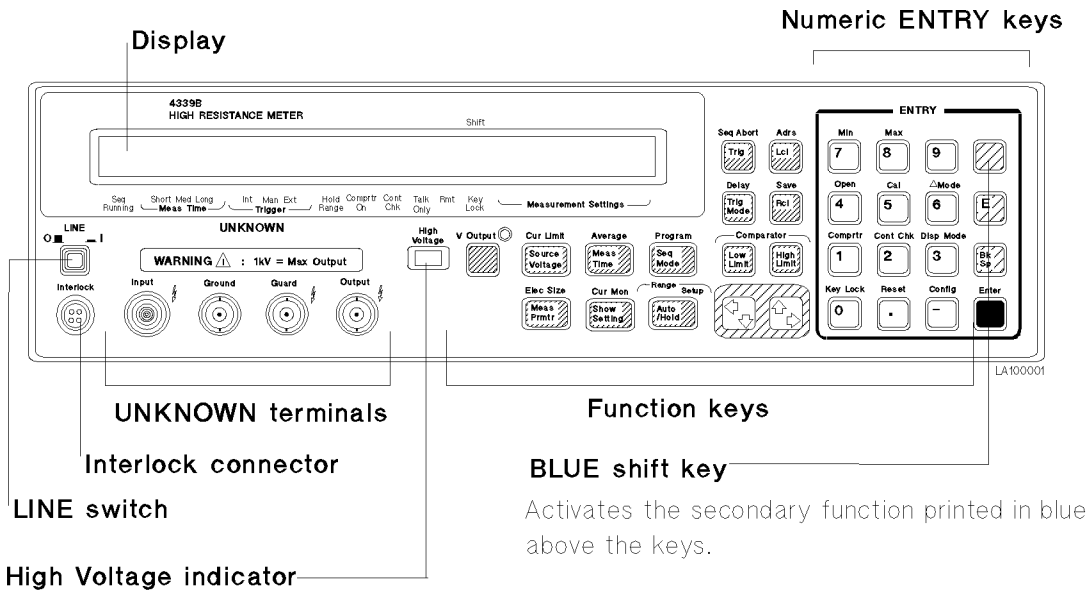 Numeric ENTRY keys
Display
4339B
HIGH RESISTANCE METER
Shift
Seq Running
Short Med Long
Meas Time
Int Man Ext
Trigger
Hold Range
Comprtr On
Cont Chk
Talk Only
Rmt
Key Lock
Measurement Settings
LINE
O I
UNKNOWN
WARNING ⚠ : 1kV = Max Output
Interlock
Input
Ground
Guard
Output
High Voltage
V Output
Cur Limit
Source Voltage
Average
Meas Time
Program
Seq Mode
Elec Size
Meas Prmtr
Cur Mon
Show Setting
Range Setup
Auto /Hold
Seq Abort
Trig
Adrs
Lcl
Delay
Trig Mode
Save
Rcl
Comparator
Low Limit
High Limit
ENTRY
Min
7
Max
8
9
Open
4
Cal
5
△Mode
6
E
Comprtr
1
Cont Chk
2
Disp Mode
3
Bk Sp
Key Lock
0
Reset
.
Config
-
Enter
LA100001
UNKNOWN terminals
Function keys
Interlock connector
BLUE shift key
LINE switch
Activates the secondary function printed in blue
above the keys.
High Voltage indicator